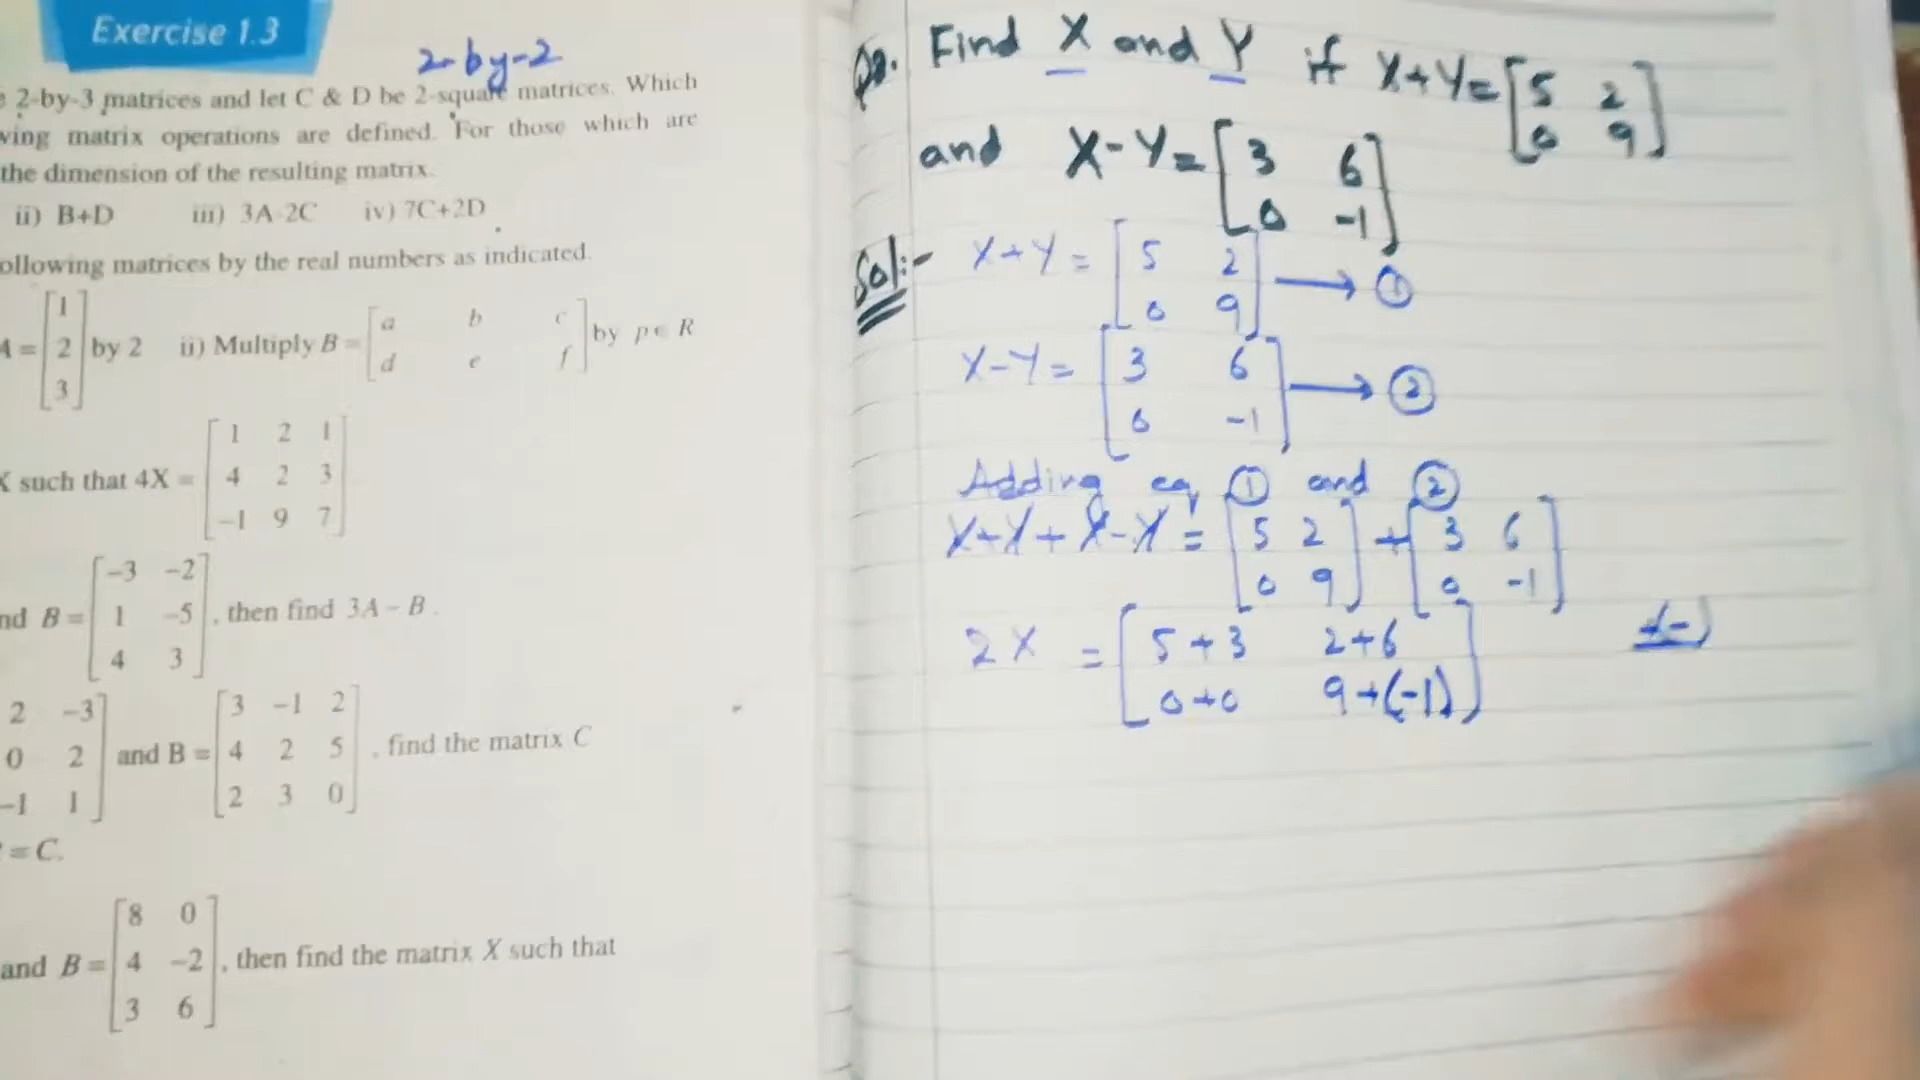 Exercise 1.3
2-by-2
2-by-3 matrices and let C & D be 2-square matrices. Which
ving matrix operations are defined. For those which are
the dimension of the resulting matrix.
ii) B+D iii) 3A-2C iv) 7C+2D
ollowing matrices by the real numbers as indicated.
A = [1 2 3] by 2 ii) Multiply B = [a b c
d e f] by p ∈ R
X such that 4X = [1 2 1
4 2 3
-1 9 7]
nd B = [-3 -2
1 -5
4 3], then find 3A - B.
2 -3
0 2
-1 1] and B = [3 -1 2
4 2 5
2 3 0], find the matrix C
= C.
and B = [8 0
4 -2
3 6], then find the matrix X such that
Find X and Y if X+Y = [5 2
0 9]
and X-Y = [3 6
0 -1]
Sol:- X+Y = [5 2
0 9] → ①
X-Y = [3 6
0 -1] → ②
Adding eq ① and ②
X+Y+X-Y = [5 2
0 9] + [3 6
0 -1]
2X = [5+3 2+6
0+0 9+(-1)]
+(-)